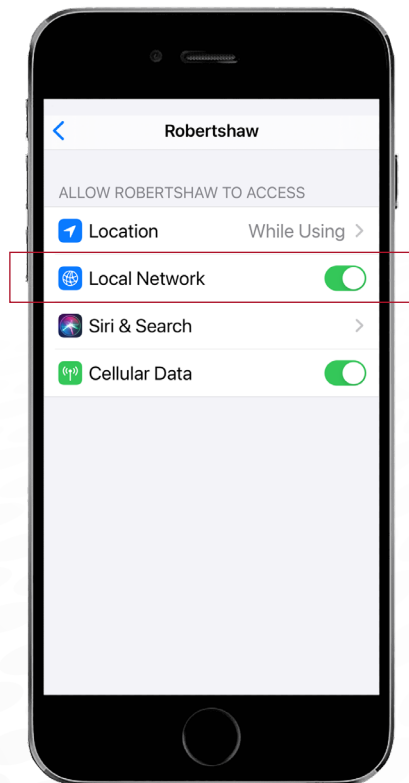 Robertshaw
ALLOW ROBERTSHAW TO ACCESS
Location While Using
Local Network
Siri & Search
Cellular Data